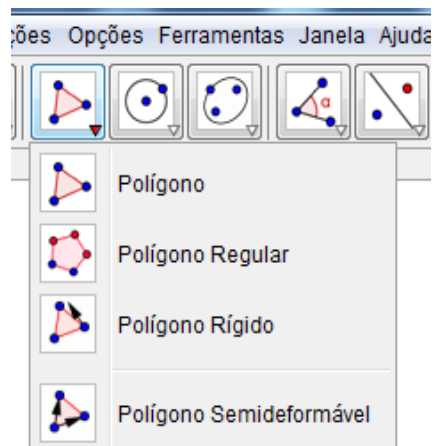 ções Opções Ferramentas Janela Ajuda
α
Polígono
Polígono Regular
Polígono Rígido
Polígono Semideformável